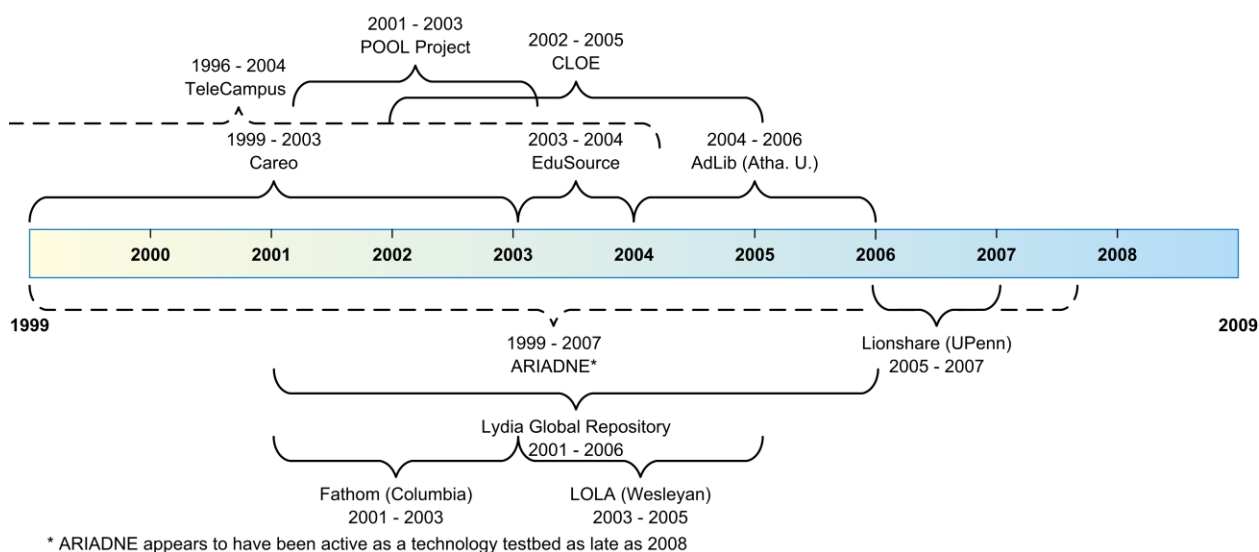 2001 - 2003
POOL Project
2002 - 2005
CLOE
1996 - 2004
TeleCampus
1999 - 2003
Careo
2003 - 2004
EduSource
2004 - 2006
AdLib (Atha. U.)
2000 2001 2002 2003 2004 2005 2006 2007 2008
1999 2009
1999 - 2007
ARIADNE*
Lionshare (UPenn)
2005 - 2007
Lydia Global Repository
2001 - 2006
Fathom (Columbia)
2001 - 2003
LOLA (Wesleyan)
2003 - 2005
* ARIADNE appears to have been active as a technology testbed as late as 2008